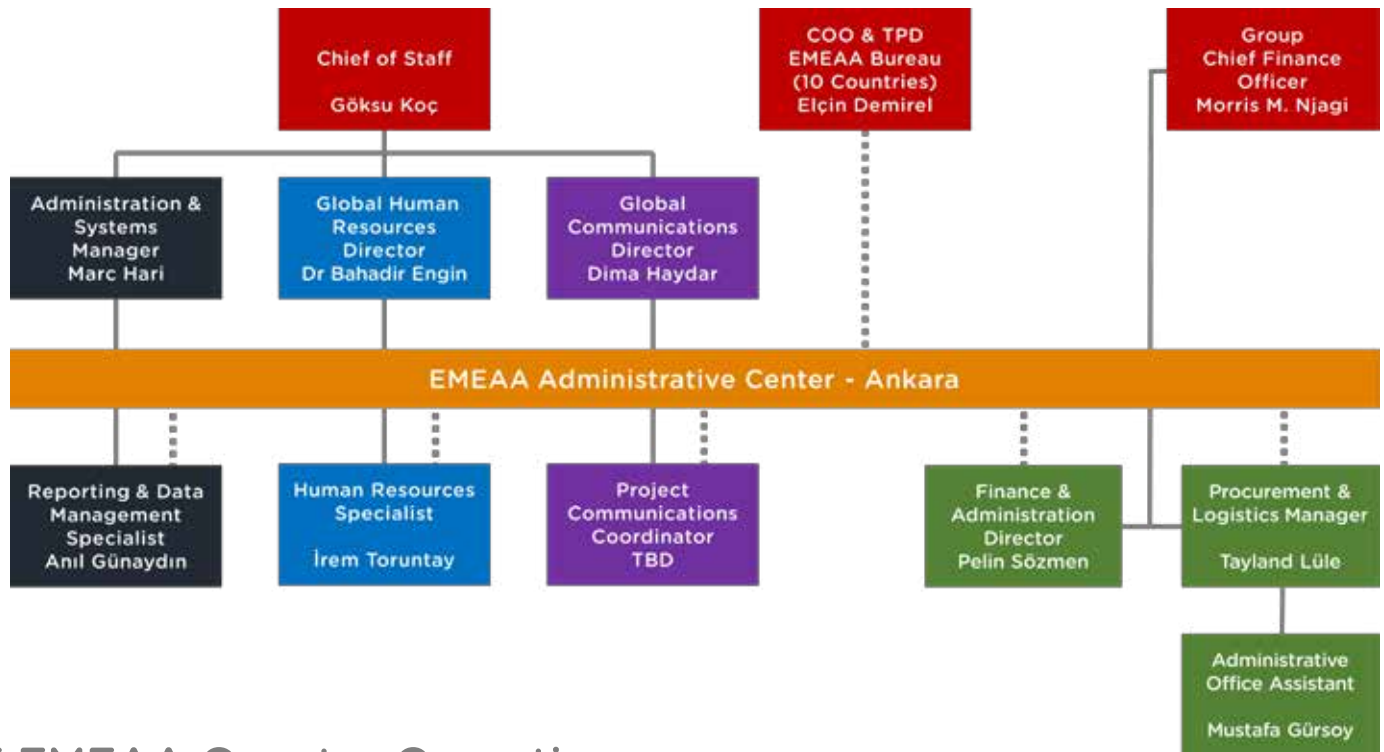 Chief of Staff
Göksu Koç
COO & TPD
EMEAA Bureau
(10 Countries)
Elçin Demirel
Group
Chief Finance
Officer
Morris M. Njagi
Administration &
Systems
Manager
Marc Hari
Global Human
Resources
Director
Dr Bahadir Engin
Global
Communications
Director
Dima Haydar
EMEAA Administrative Center - Ankara
Reporting & Data
Management
Specialist
Anıl Günaydın
Human Resources
Specialist
İrem Toruntay
Project
Communications
Coordinator
TBD
Finance &
Administration
Director
Pelin Sözmen
Procurement &
Logistics Manager
Tayland Lüle
Administrative
Office Assistant
Mustafa Gürsoy
EMEAA